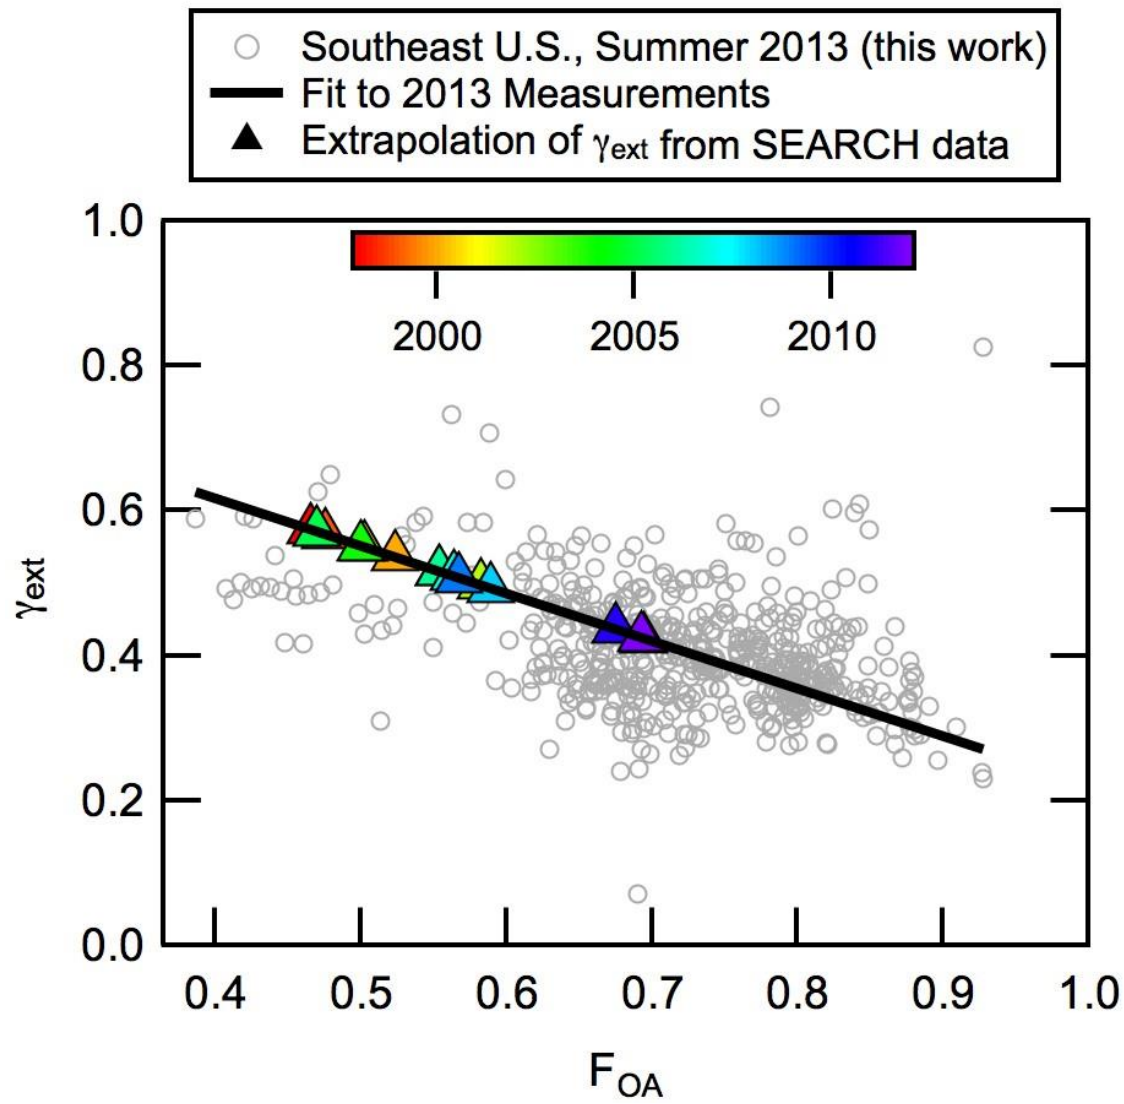 Southeast U.S., Summer 2013 (this work)
Fit to 2013 Measurements
Extrapolation of γext from SEARCH data
1.0
2000 2005 2010
0.8
0.6
γext
0.4
0.2
0.0
0.4 0.5 0.6 0.7 0.8 0.9 1.0
FOA